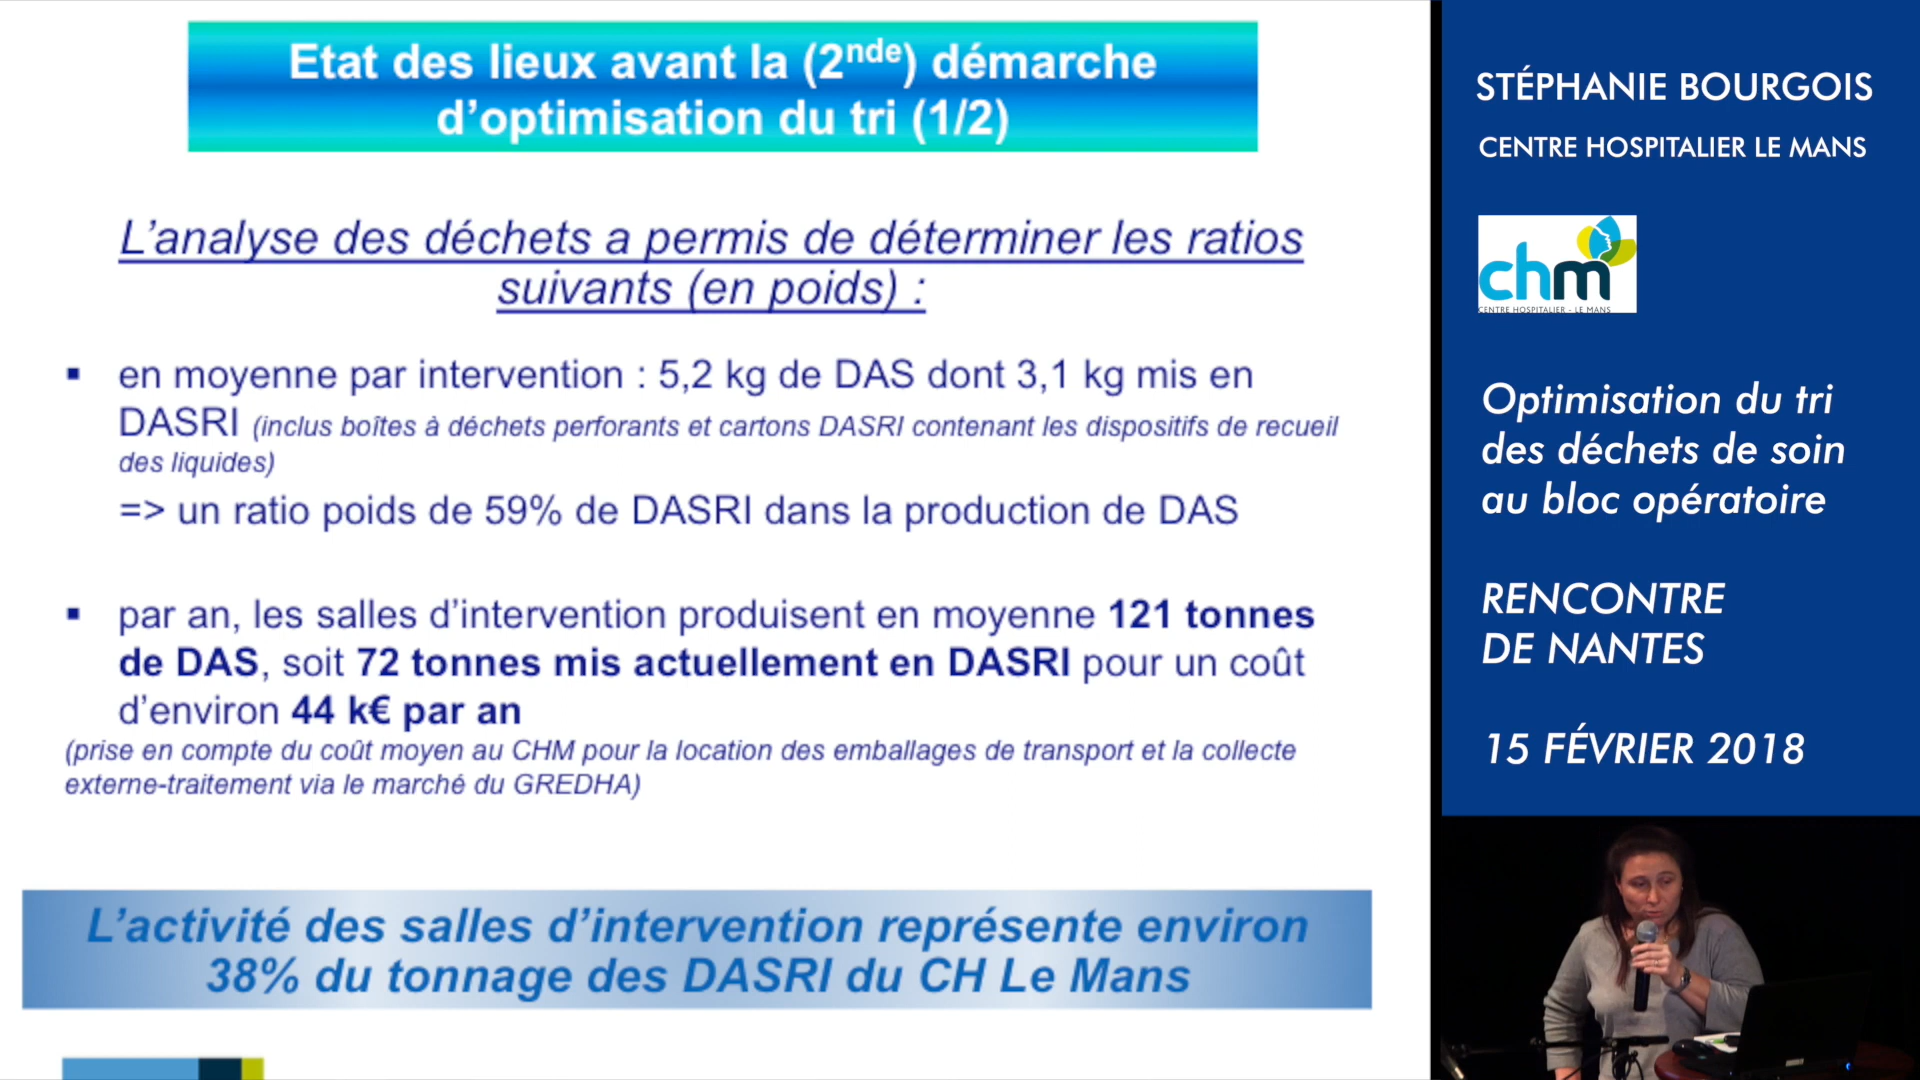 Etat des lieux avant la (2nde) démarche
d’optimisation du tri (1/2)
L’analyse des déchets a permis de déterminer les ratios
suivants (en poids) :
▪ en moyenne par intervention : 5,2 kg de DAS dont 3,1 kg mis en
DASRI (inclus boîtes à déchets perforants et cartons DASRI contenant les dispositifs de recueil
des liquides)
=> un ratio poids de 59% de DASRI dans la production de DAS
▪ par an, les salles d’intervention produisent en moyenne 121 tonnes
de DAS, soit 72 tonnes mis actuellement en DASRI pour un coût
d’environ 44 k€ par an
(prise en compte du coût moyen au CHM pour la location des emballages de transport et la collecte
externe-traitement via le marché du GREDHA)
L’activité des salles d’intervention représente environ
38% du tonnage des DASRI du CH Le Mans
STÉPHANIE BOURGOIS
CENTRE HOSPITALIER LE MANS
chm
CENTRE HOSPITALIER - LE MANS
Optimisation du tri
des déchets de soin
au bloc opératoire
RENCONTRE
DE NANTES
15 FÉVRIER 2018